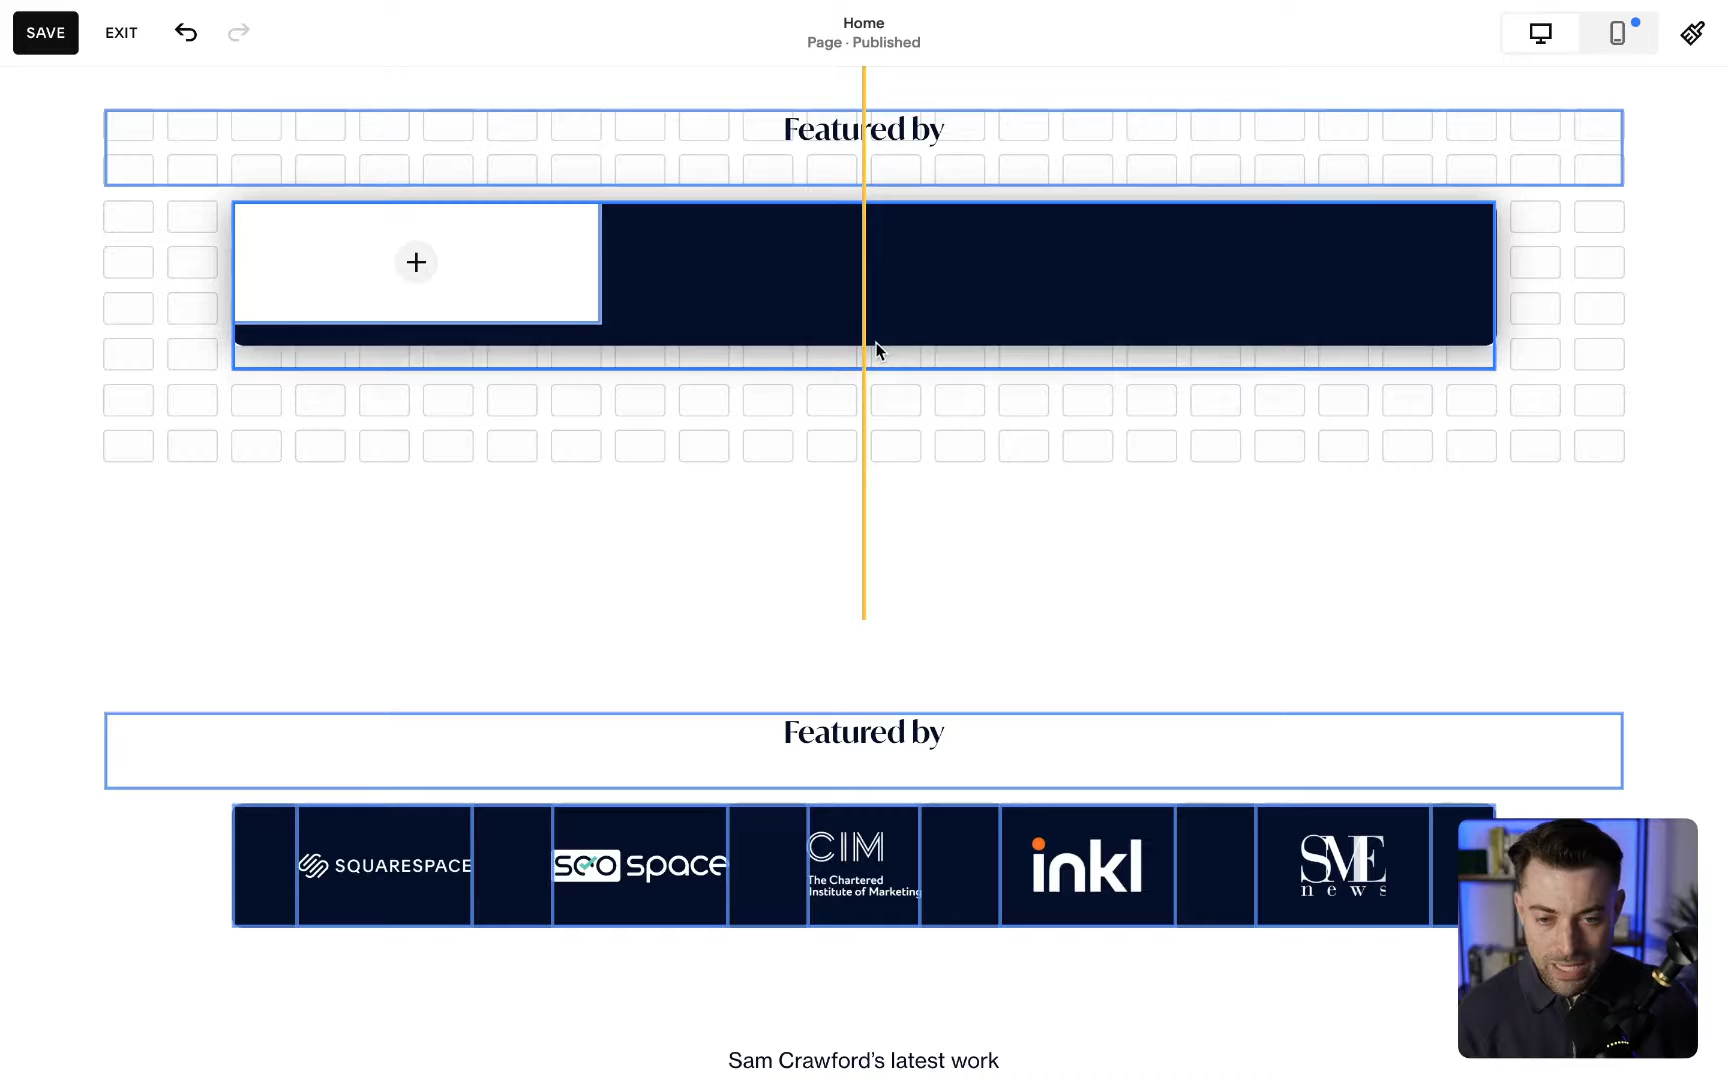 SAVE
EXIT
Home
Page · Published
Featured by
Featured by
SQUARESPACE
seo space
CIM
The Chartered
Institute of Marketing
inkl
SME
news
Sam Crawford's latest work